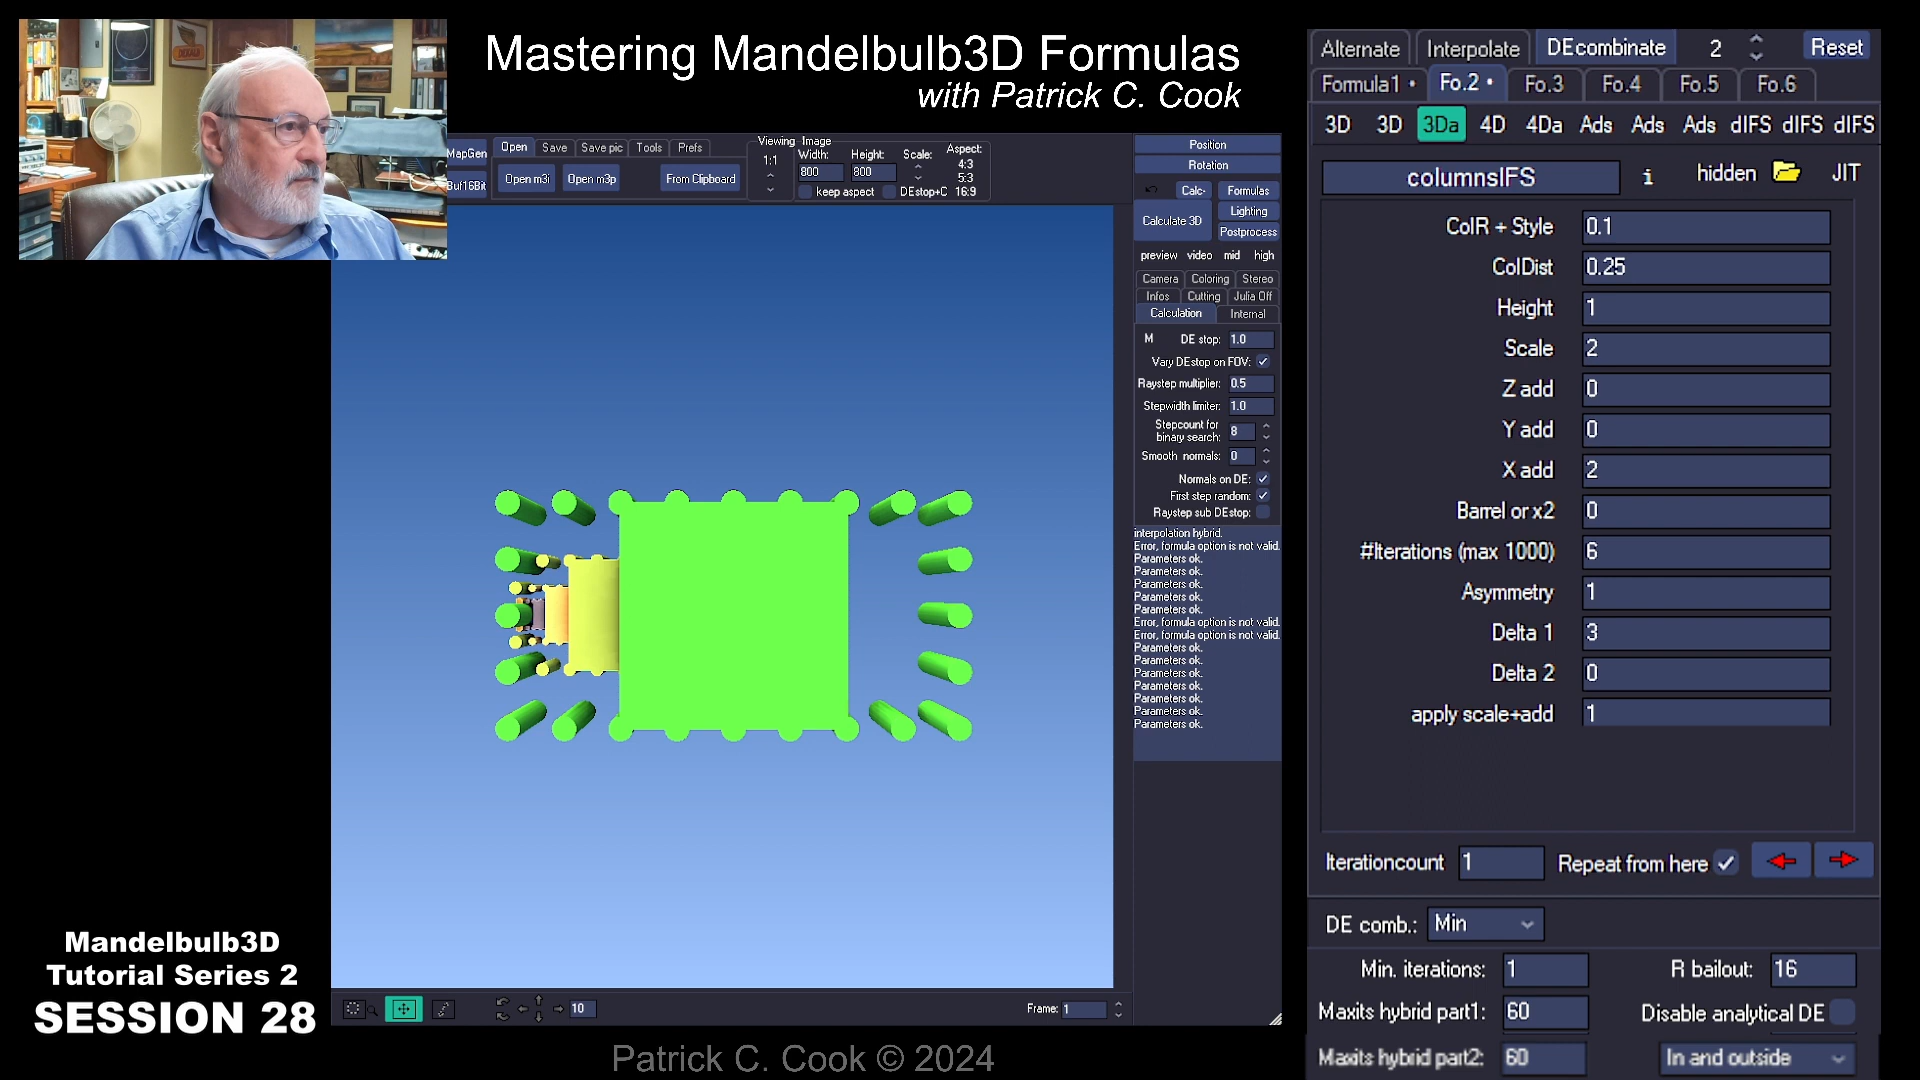 Mastering Mandelbulb3D Formulas
with Patrick C. Cook
MapGen
Buf16Bit
Open Save Save pic Tools Prefs
Open m3i Open m3p From Clipboard
Viewing Image
1:1 Width: Height: Scale: Aspect:
800 800 4:3
5:3
keep aspect DEstop+C 16:9
Position
Rotation
Calc- Formulas
Calculate 3D Lighting
Postprocess
preview video mid high
Camera Coloring Stereo
Infos Cutting Julia Off
Calculation Internal
M DE stop: 1.0
Vary DEstop on FOV:
Raystep multiplier: 0.5
Stepwidth limiter: 1.0
Stepcount for
binary search: 8
Smooth normals: 0
Normals on DE:
First step random:
Raystep sub DEstop:
interpolation hybrid.
Error, formula option is not valid.
Parameters ok.
Parameters ok.
Parameters ok.
Parameters ok.
Parameters ok.
Error, formula option is not valid.
Error, formula option is not valid.
Parameters ok.
Parameters ok.
Parameters ok.
Parameters ok.
Parameters ok.
Parameters ok.
Parameters ok.
10
Frame: 1
Alternate Interpolate DEcombinate 2 Reset
Formula1 • Fo.2 • Fo.3 Fo.4 Fo.5 Fo.6
3D 3D 3Da 4D 4Da Ads Ads Ads dIFS dIFS dIFS
columnsIFS i hidden JIT
ColR + Style 0.1
ColDist 0.25
Height 1
Scale 2
Z add 0
Y add 0
X add 2
Barrel or x2 0
#Iterations (max 1000) 6
Asymmetry 1
Delta 1 3
Delta 2 0
apply scale+add 1
Iterationcount 1 Repeat from here
DE comb.: Min
Min. iterations: 1 R bailout: 16
Maxits hybrid part1: 60 Disable analytical DE
Maxits hybrid part2: 60 In and outside
Mandelbulb3D
Tutorial Series 2
SESSION 28
Patrick C. Cook © 2024